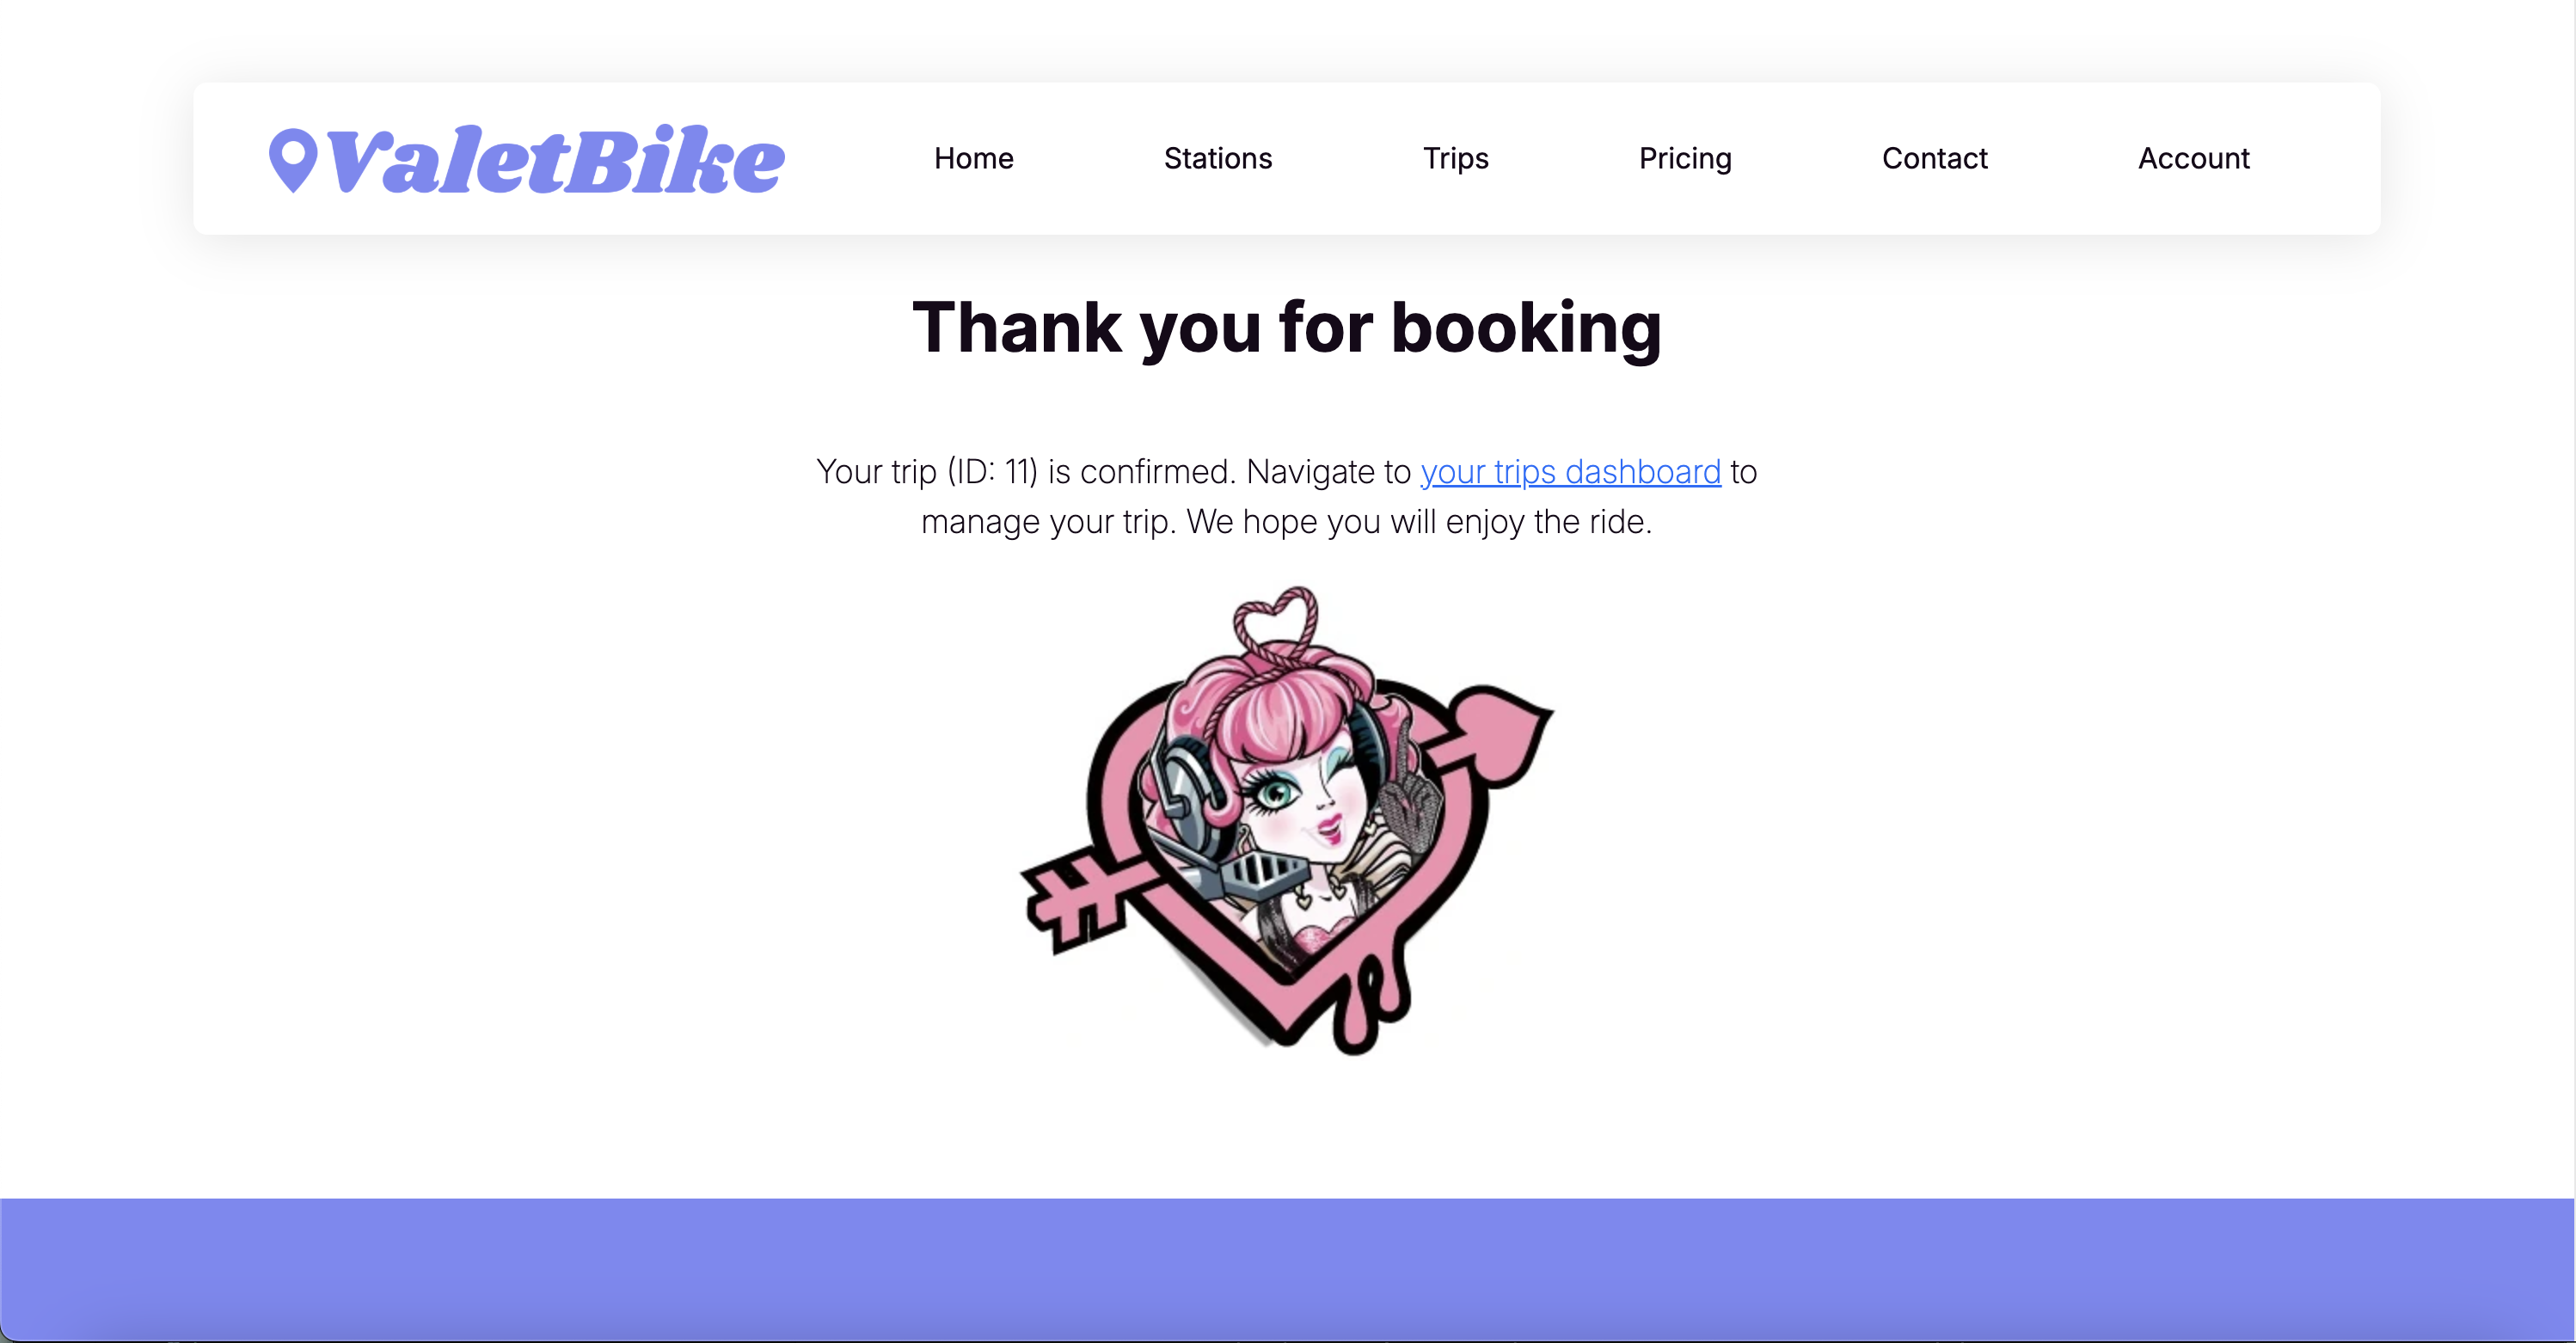 ValetBike
Home
Stations
Trips
Pricing
Contact
Account
Thank you for booking
Your trip (ID: 11) is confirmed. Navigate to your trips dashboard to
manage your trip. We hope you will enjoy the ride.